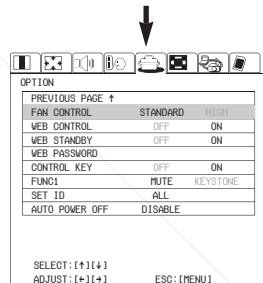 OPTION
PREVIOUS PAGE ↑
FAN CONTROL STANDARD HIGH
WEB CONTROL OFF ON
WEB STANDBY OFF ON
WEB PASSWORD
CONTROL KEY OFF ON
FUNC1 MUTE KEYSTONE
SET ID ALL
AUTO POWER OFF DISABLE
SELECT:[↑][↓]
ADJUST:[←][→] ESC:[MENU]